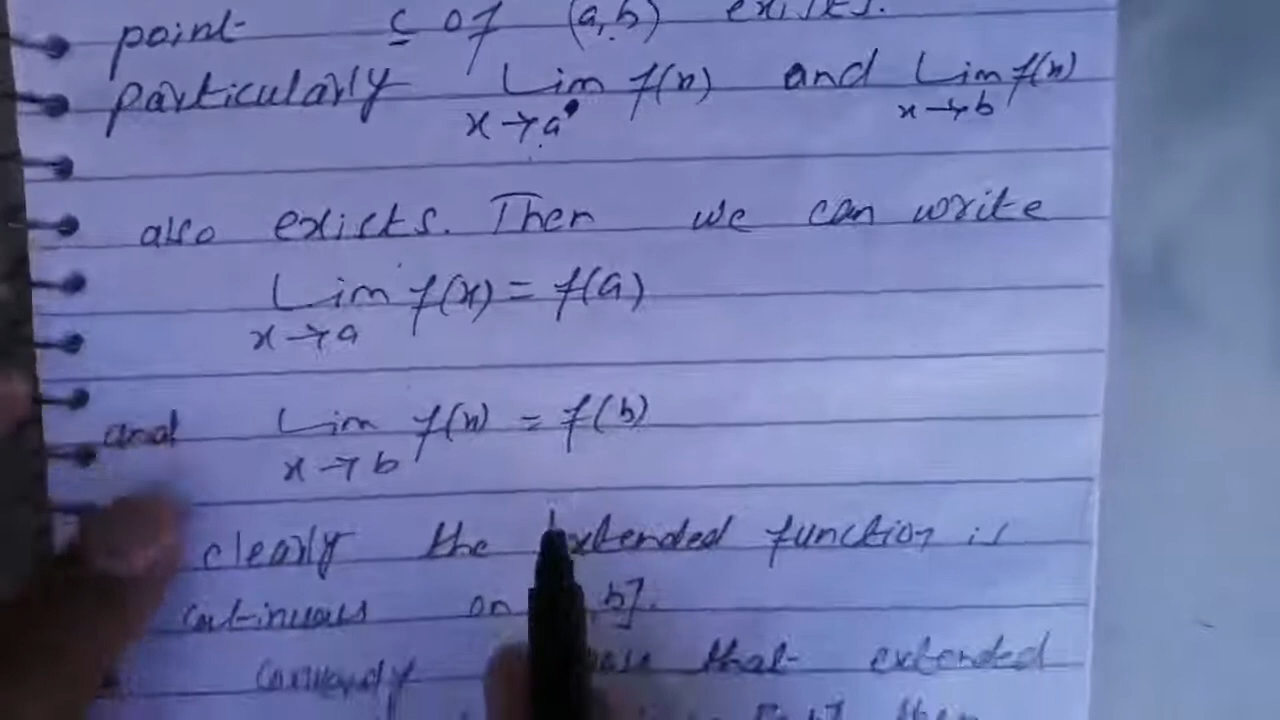 point c of (a,b) exists.
particularly Lim f(x) and Lim f(x)
x→a x→b
also exists. Then we can write
Lim f(x) = f(a)
x→a
and Lim f(x) = f(b)
x→b
clearly the extended function is
continuous on b].
that extended